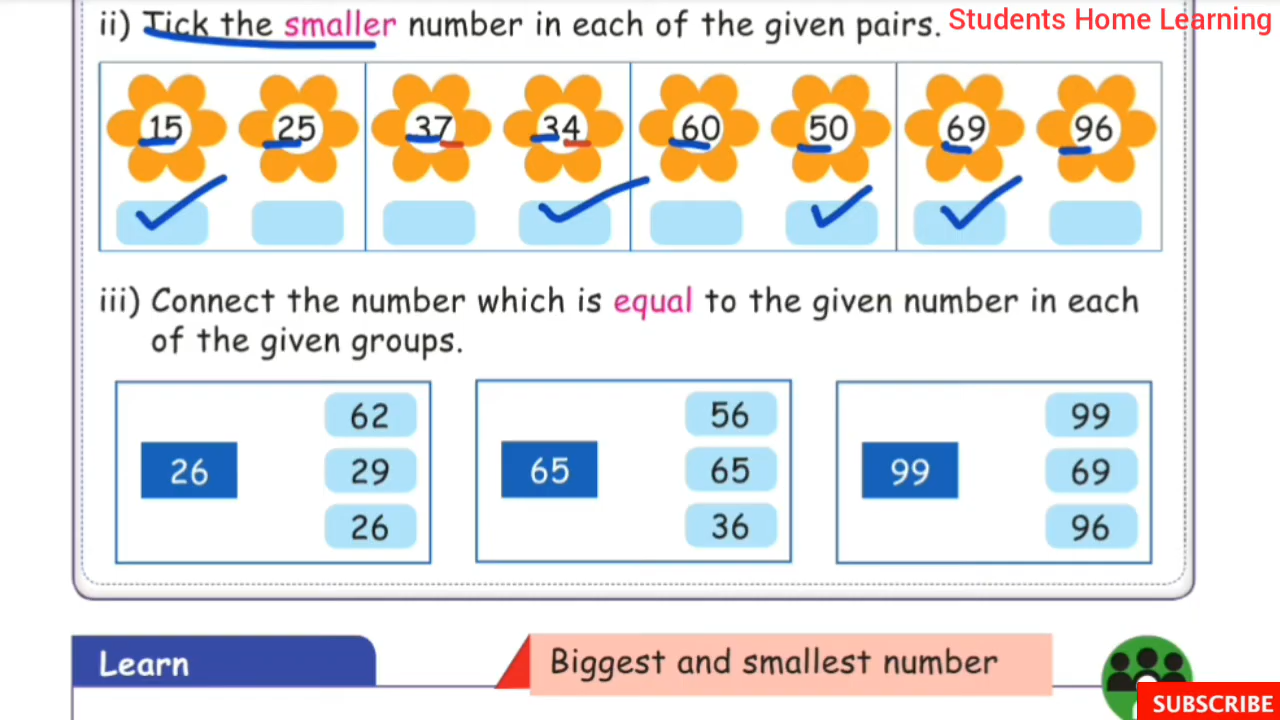 ii) Tick the smaller number in each of the given pairs.
Students Home Learning
15 25 37 34 60 50 69 96
iii) Connect the number which is equal to the given number in each
of the given groups.
26
62
29
26
65
56
65
36
99
99
69
96
Learn
Biggest and smallest number
SUBSCRIBE